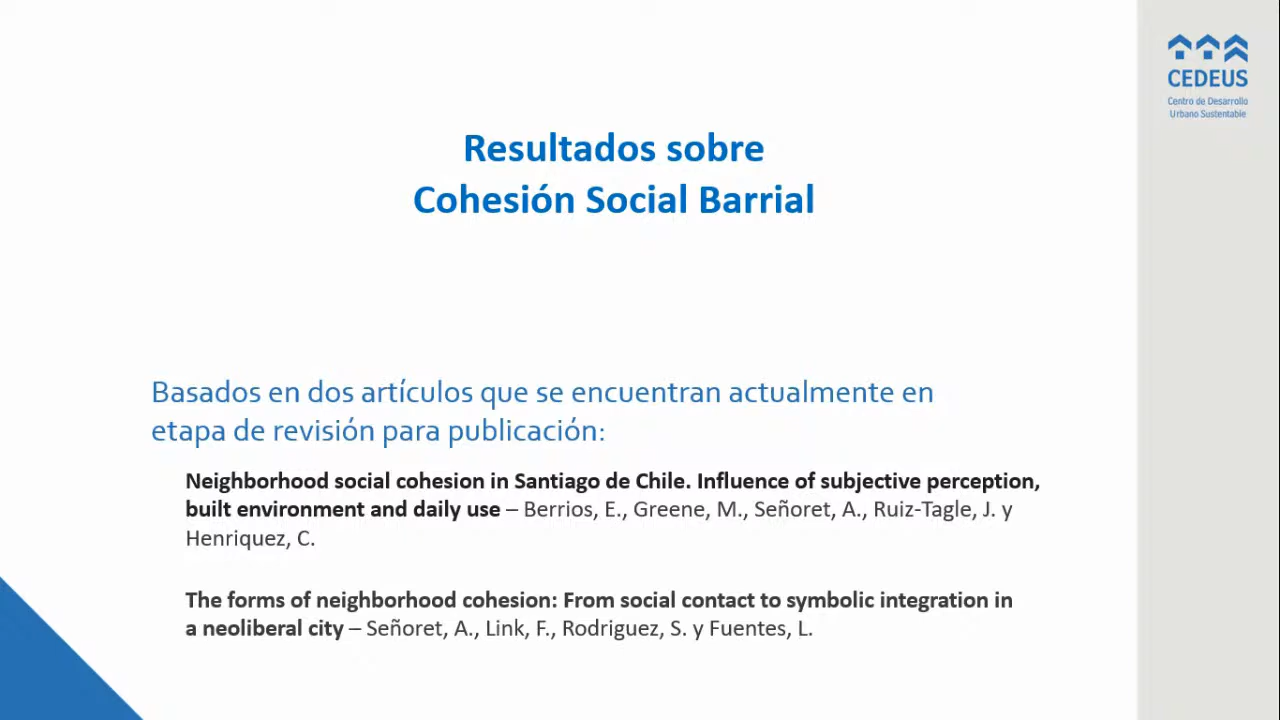 CEDEUS
Centro de Desarrollo
Urbano Sustentable
Resultados sobre
Cohesión Social Barrial
Basados en dos artículos que se encuentran actualmente en
etapa de revisión para publicación:
Neighborhood social cohesion in Santiago de Chile. Influence of subjective perception,
built environment and daily use – Berrios, E., Greene, M., Señoret, A., Ruiz-Tagle, J. y
Henriquez, C.
The forms of neighborhood cohesion: From social contact to symbolic integration in
a neoliberal city – Señoret, A., Link, F., Rodriguez, S. y Fuentes, L.